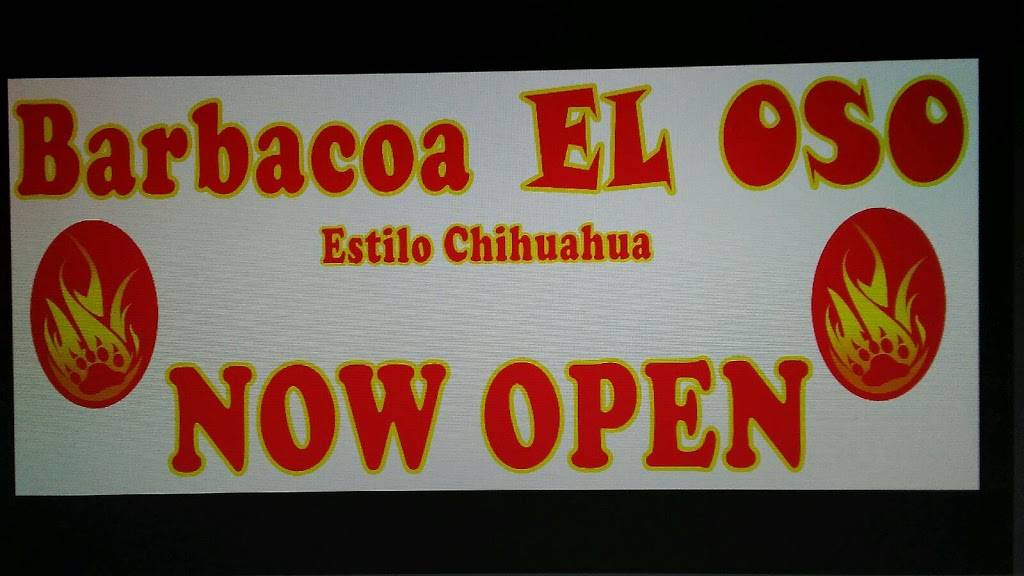 Barbacoa EL OSO
Estilo Chihuahua
NOW OPEN